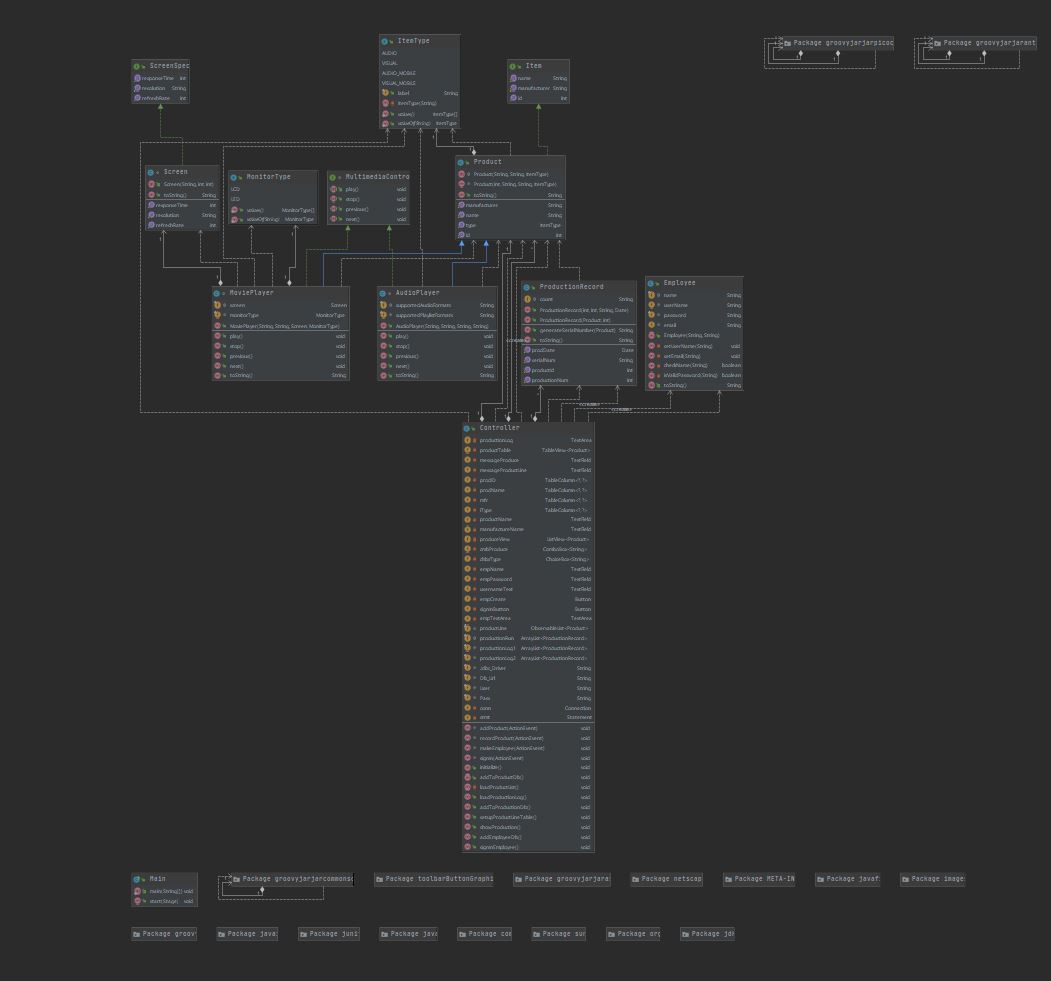 ItemType
AUDIO
VISUAL
AUDIO_MOBILE
VISUAL_MOBILE
label String
ItemType(String)
values() ItemType[]
valueOf(String) ItemType
ScreenSpec
responseTime int
resolution String
refreshRate int
Item
name String
manufacturer String
id int
Package groovyjarjarpicoc
Package groovyjarjarant
Screen
Screen(String, int, int)
toString() String
responseTime int
resolution String
refreshRate int
MonitorType
LCD
LED
values() MonitorType[]
valueOf(String) MonitorType
MultimediaContro
play() void
stop() void
previous() void
next() void
Product
Product(String, String, ItemType)
Product(int, String, String, ItemType)
toString() String
manufacturer String
name String
type ItemType
id int
MoviePlayer
screen Screen
monitorType MonitorType
MoviePlayer(String, String, Screen, MonitorType)
play() void
stop() void
previous() void
next() void
toString() String
AudioPlayer
supportedAudioFormats String
supportedPlaylistFormats String
AudioPlayer(String, String, String, String)
play() void
stop() void
previous() void
next() void
toString() String
ProductionRecord
count int
ProductionRecord(int, int, String, Date)
ProductionRecord(Product, int)
generateSerialNumber(Product) String
toString() String
prodDate Date
serialNum String
productId int
productionNum int
Employee
name String
userName String
password String
email String
Employee(String, String)
setUserName(String) void
setEmail(String) void
checkName(String) boolean
isValidPassword(String) boolean
toString() String
«create»
«create»
«create»
Controller
productionLog TextArea
productTable TableView<Product>
messageProduce TextField
messageProductLine TextField
prodID TableColumn<?, ?>
prodName TableColumn<?, ?>
mfr TableColumn<?, ?>
iType TableColumn<?, ?>
productName TextField
manufactureName TextField
produceView ListView<Product>
cmbProduce ComboBox<String>
chbxType ChoiceBox<String>
empName TextField
empPassword TextField
usernameText TextField
empCreate Button
signinButton Button
empTextArea TextArea
productLine ObservableList<Product>
productionRun ArrayList<ProductionRecord>
productionLog1 ArrayList<ProductionRecord>
productionLog2 ArrayList<ProductionRecord>
Jdbc_Driver String
Db_Url String
User String
Pass String
conn Connection
stmt Statement
addProduct(ActionEvent) void
recordProduct(ActionEvent) void
makeEmployee(ActionEvent) void
signin(ActionEvent) void
initialize() void
addToProductDb() void
loadProductList() void
loadProductionLog() void
addToProductionDb() void
setupProductLineTable() void
showProduction() void
addEmployeeDb() void
signinEmployee() void
Main
main(String[]) void
start(Stage) void
Package groovyjarjarcommonsc
Package toolbarButtonGraphi
Package groovyjarjara
Package netscap
Package META-IN
Package javaf
Package image
Package groov
Package java
Package juni
Package java
Package co
Package sun
Package org
Package jd